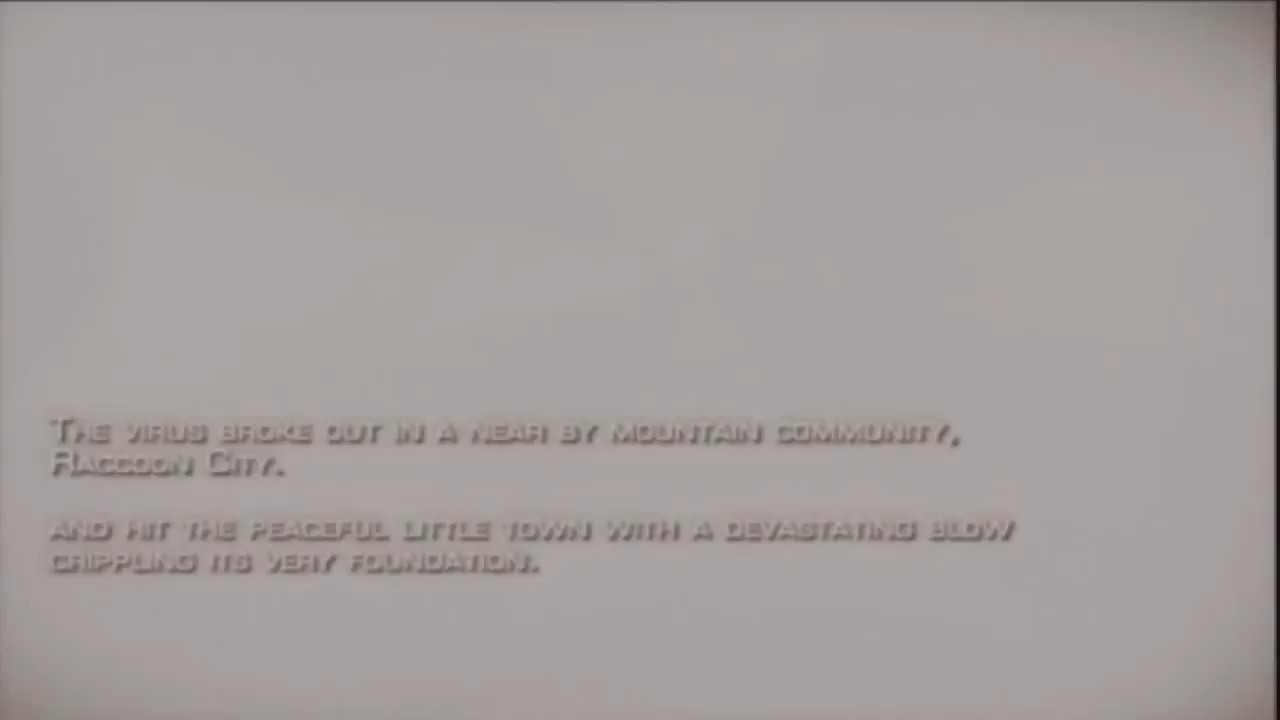 The virus broke out in a near by mountain community,
Raccoon City.
and hit the peaceful little town with a devastating blow
crippling its very foundation.